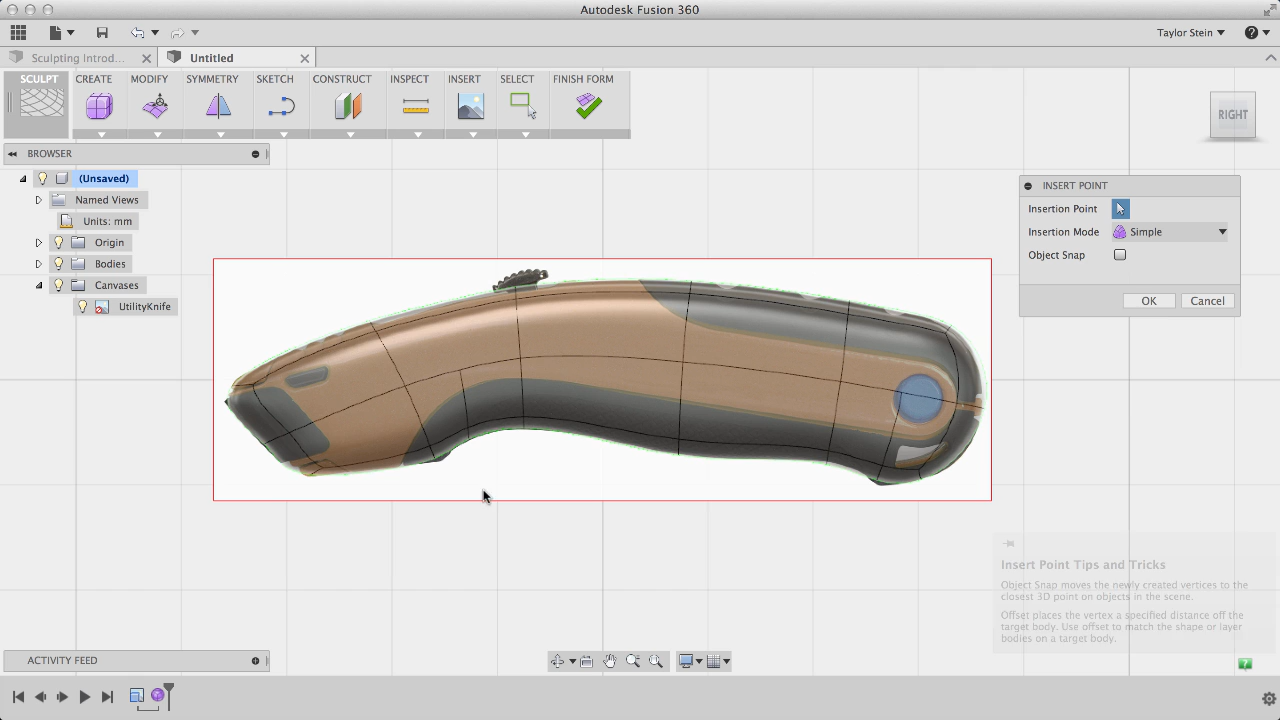 Autodesk Fusion 360
Taylor Stein
Sculpting Introd...
Untitled
SCULPT
CREATE
MODIFY
SYMMETRY
SKETCH
CONSTRUCT
INSPECT
INSERT
SELECT
FINISH FORM
RIGHT
BROWSER
(Unsaved)
Named Views
Units: mm
Origin
Bodies
Canvases
UtilityKnife
INSERT POINT
Insertion Point
Insertion Mode
Simple
Object Snap
OK
Cancel
Insert Point Tips and Tricks
Object Snap moves the newly created vertices to the
closest 3D point on objects in the scene.
Offset places the vertex a specified distance off the
target body. Use offset to match the shape or layer
bodies on a target body.
ACTIVITY FEED